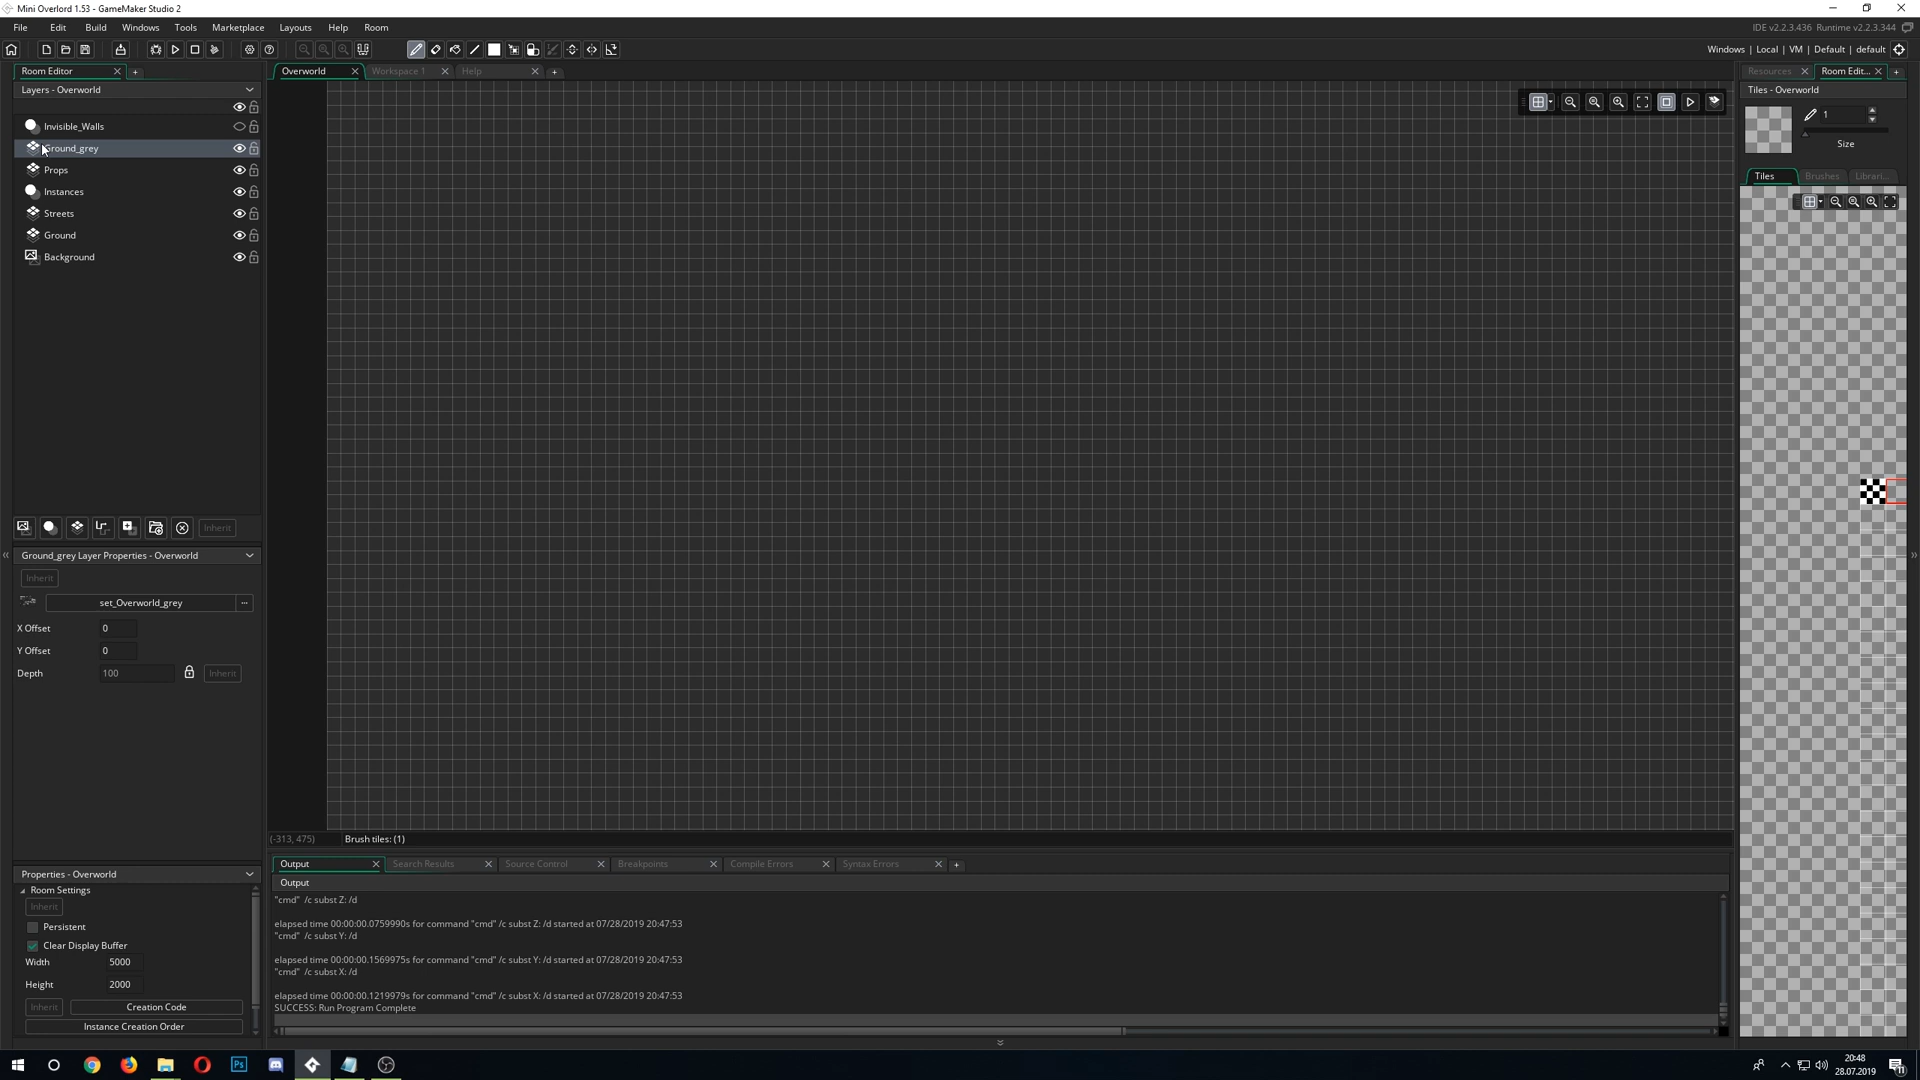 Mini Overlord 1.53 - GameMaker Studio 2
File Edit Build Windows Tools Marketplace Layouts Help Room
IDE v2.2.3.436 Runtime v2.2.3.344
Windows | Local | VM | Default | default
Room Editor
Layers - Overworld
Invisible_Walls
Ground_grey
Props
Instances
Streets
Ground
Background
Inherit
Ground_grey Layer Properties - Overworld
Inherit
set_Overworld_grey
...
X Offset 0
Y Offset 0
Depth 100 Inherit
Properties - Overworld
Room Settings
Inherit
Persistent
Clear Display Buffer
Width 5000
Height 2000
Inherit Creation Code
Instance Creation Order
Overworld Workspace 1 Help
(-313, 475) Brush tiles: (1)
Output Search Results Source Control Breakpoints Compile Errors Syntax Errors
Output
"cmd" /c subst Z: /d
elapsed time 00:00:00.0759990s for command "cmd" /c subst Z: /d started at 07/28/2019 20:47:53
"cmd" /c subst Y: /d
elapsed time 00:00:00.1569975s for command "cmd" /c subst Y: /d started at 07/28/2019 20:47:53
"cmd" /c subst X: /d
elapsed time 00:00:00.1219979s for command "cmd" /c subst X: /d started at 07/28/2019 20:47:53
SUCCESS: Run Program Complete
Resources Room Edit...
Tiles - Overworld
1
Size
Tiles Brushes Librari...
Ps
20:48
28.07.2019